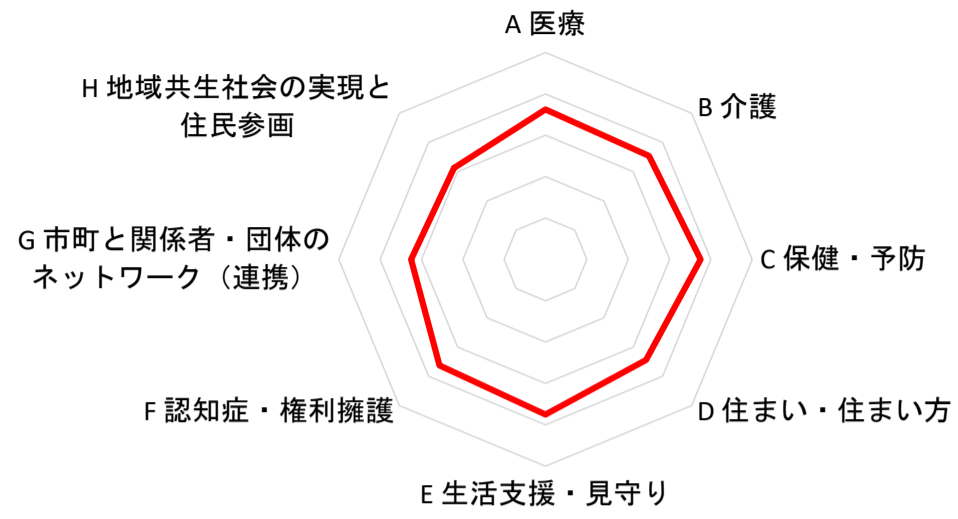 A 医療
B 介護
C 保健・予防
D 住まい・住まい方
E 生活支援・見守り
F 認知症・権利擁護
G 市町と関係者・団体の
ネットワーク（連携）
H 地域共生社会の実現と
住民参画